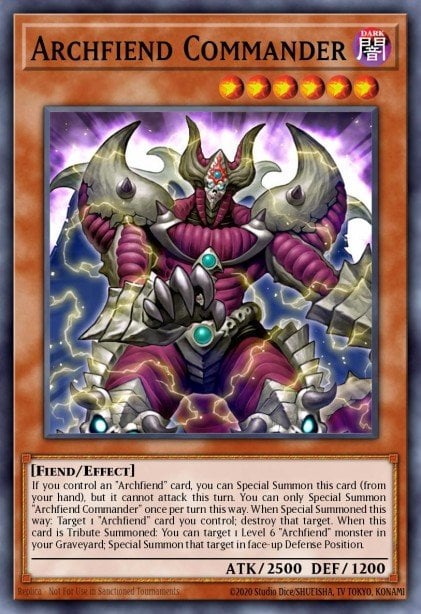 ARCHFIEND COMMANDER
DARK
闇
[FIEND/EFFECT]
If you control an "Archfiend" card, you can Special Summon this card (from
your hand), but it cannot attack this turn. You can only Special Summon
"Archfiend Commander" once per turn this way. When Special Summoned
this way: Target 1 "Archfiend" card you control; destroy that target. When this
card is Tribute Summoned: You can target 1 Level 6 "Archfiend" monster in
your Graveyard; Special Summon that target in face-up Defense Position.
ATK/2500 DEF/1200
Replica - Not For Use in Sanctioned Tournaments
©2020 Studio Dice/SHUEISHA, TV TOKYO, KONAMI